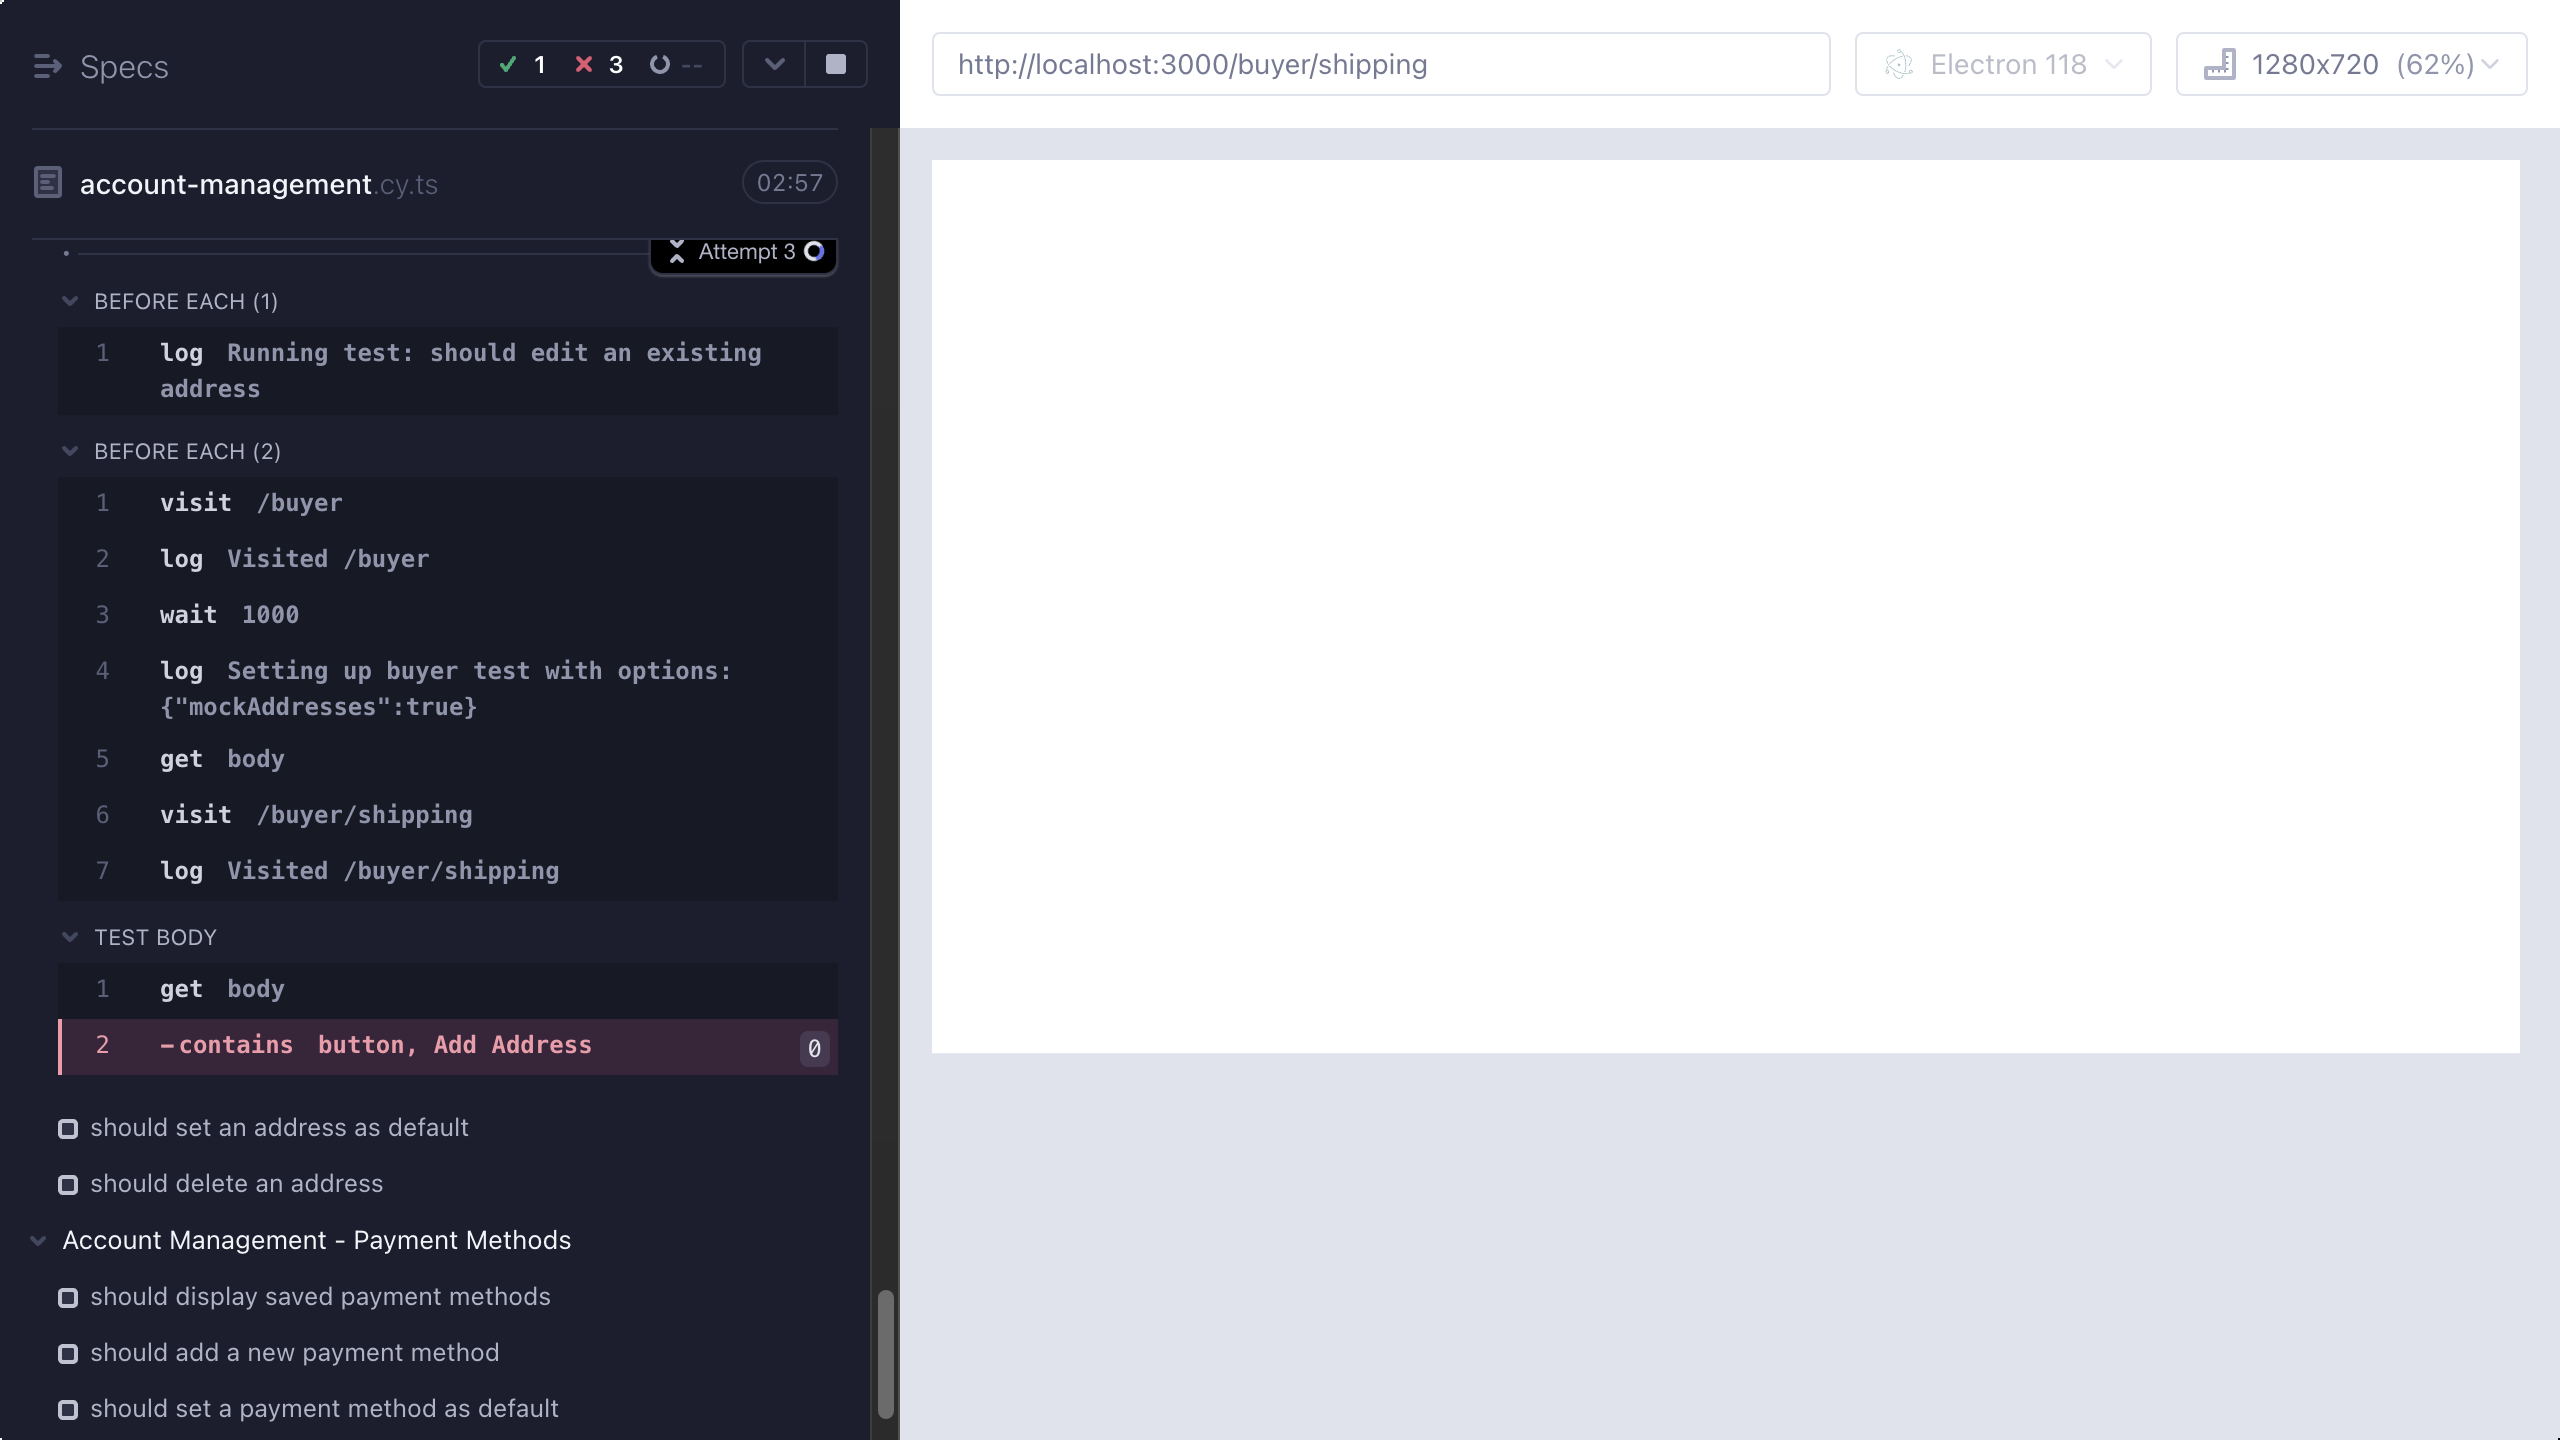 Specs
1
3
--
http://localhost:3000/buyer/shipping
Electron 118
1280x720 (62%)
account-management.cy.ts
02:57
Attempt 3
BEFORE EACH (1)
1 log Running test: should edit an existing
address
BEFORE EACH (2)
1 visit /buyer
2 log Visited /buyer
3 wait 1000
4 log Setting up buyer test with options:
{"mockAddresses":true}
5 get body
6 visit /buyer/shipping
7 log Visited /buyer/shipping
TEST BODY
1 get body
2 -contains button, Add Address 0
should set an address as default
should delete an address
Account Management - Payment Methods
should display saved payment methods
should add a new payment method
should set a payment method as default